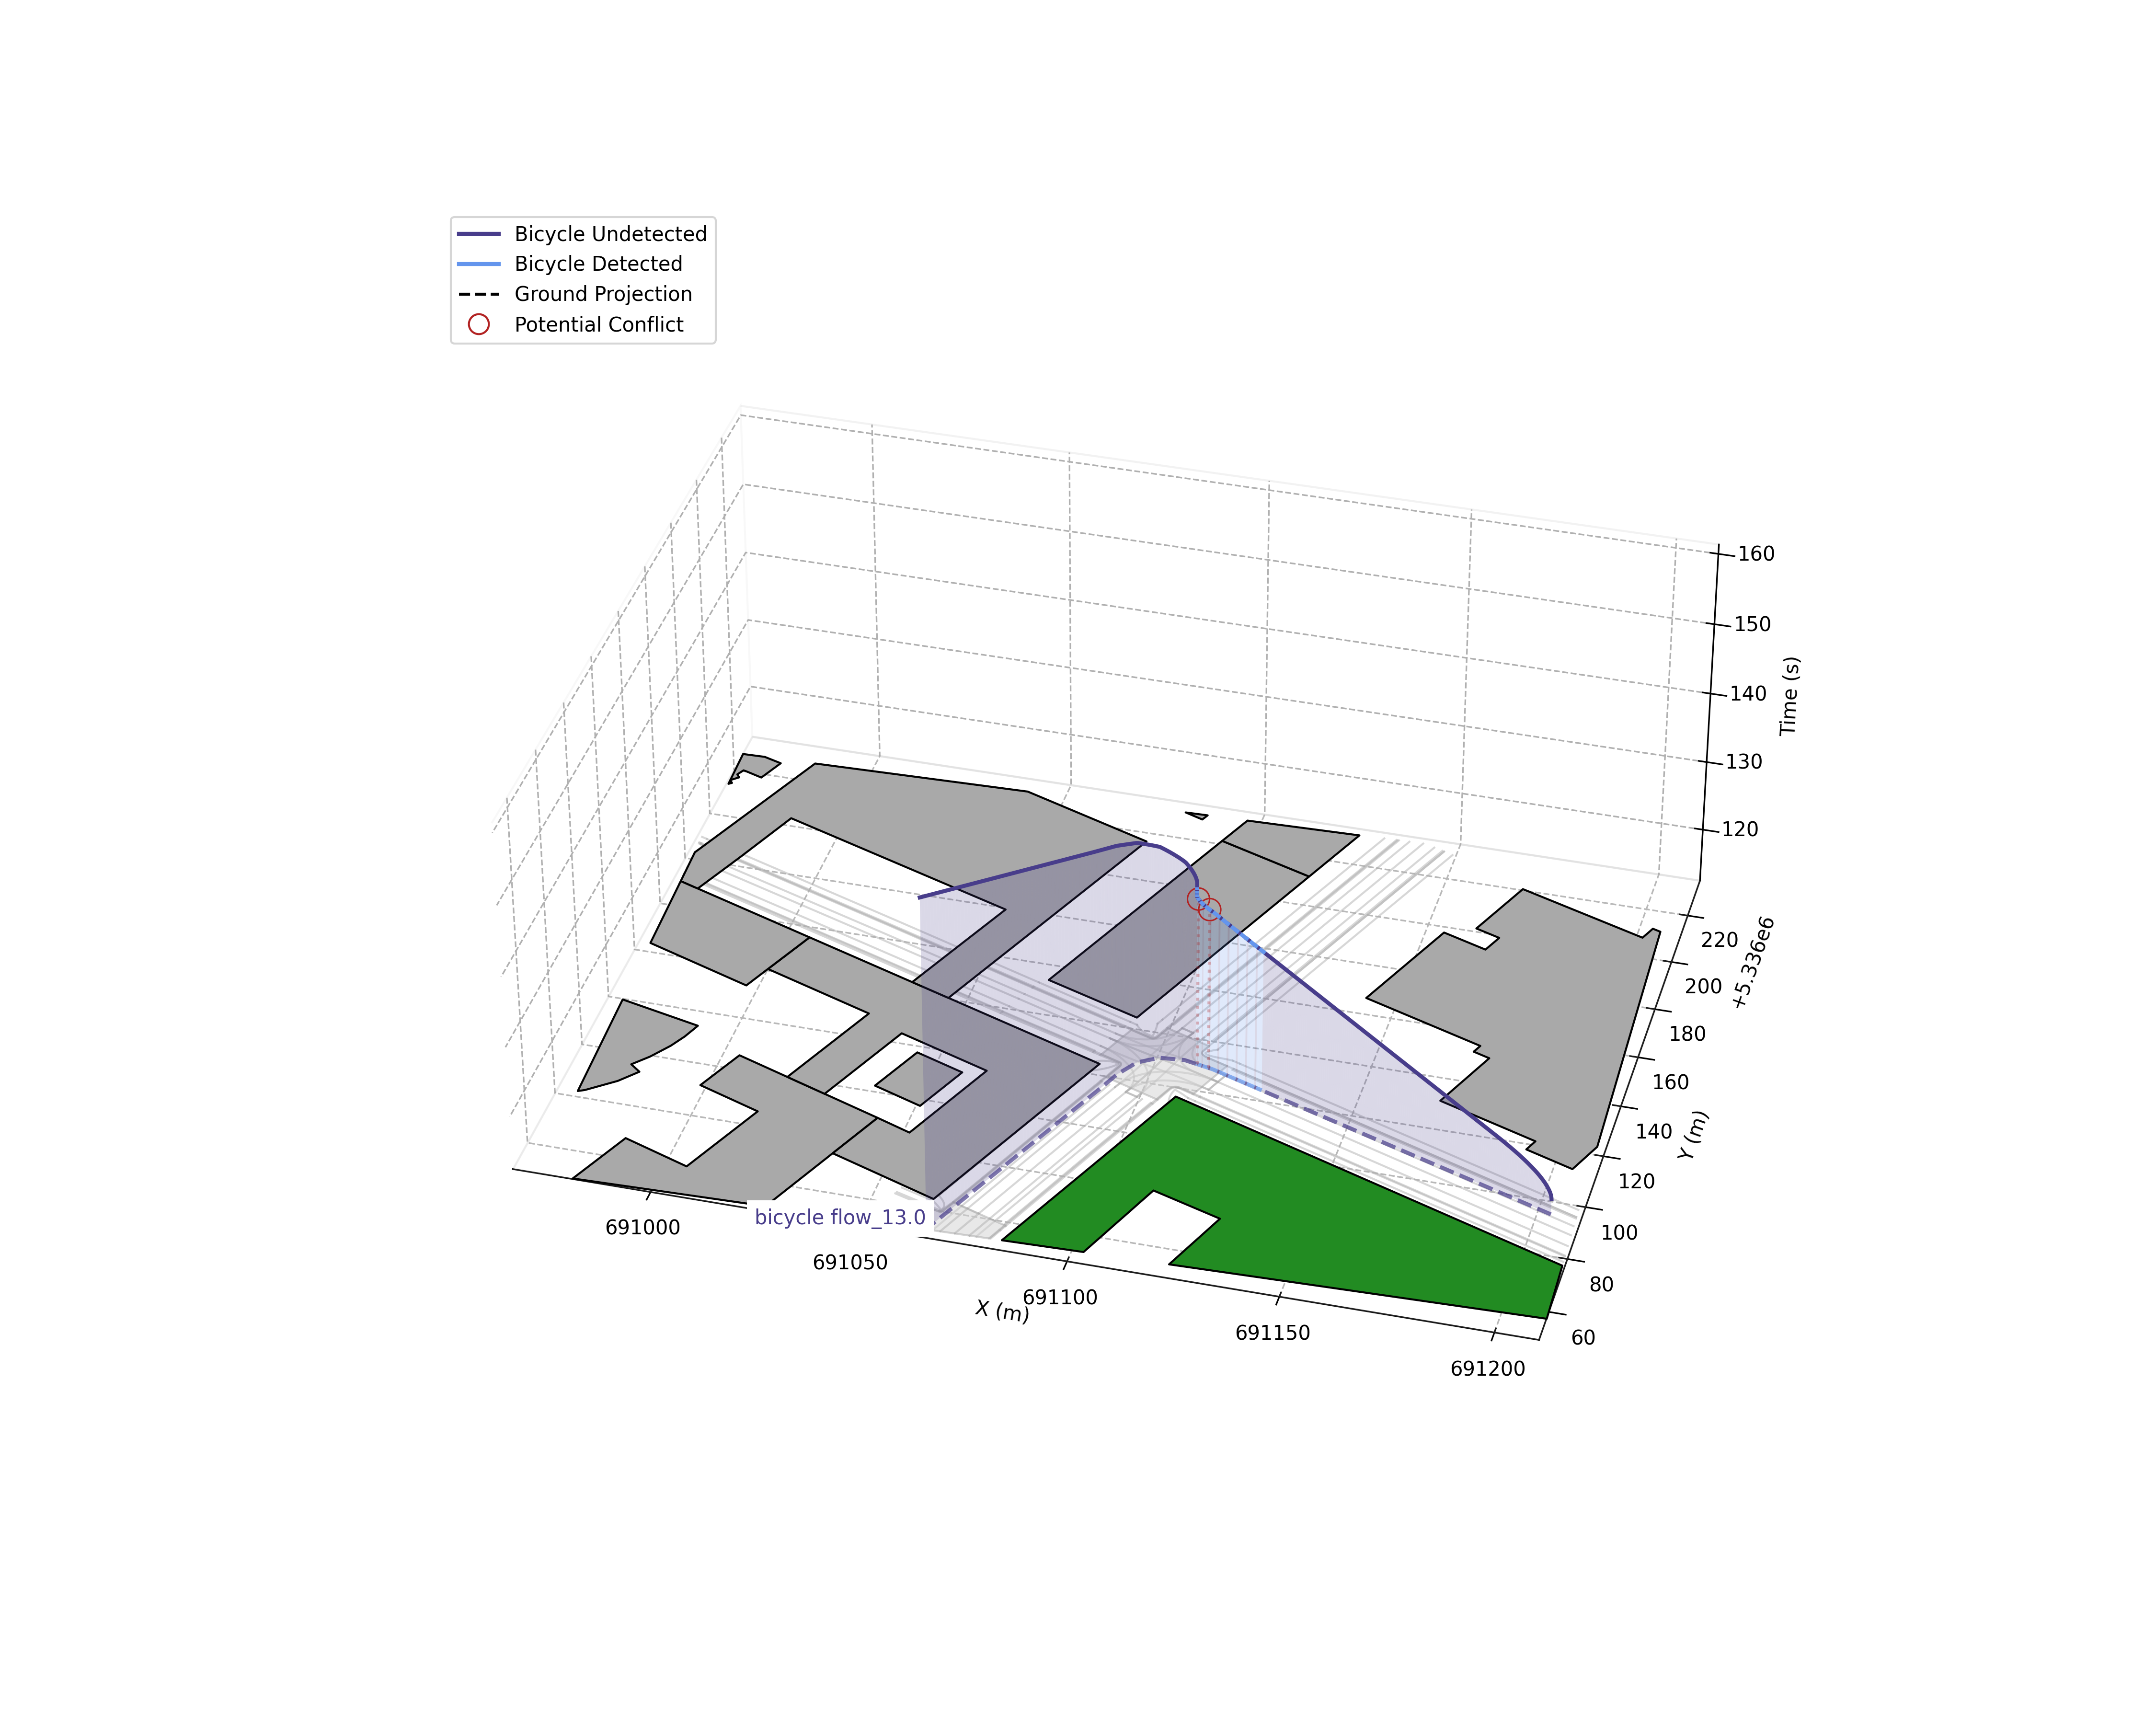 Bicycle Undetected
Bicycle Detected
Ground Projection
Potential Conflict
160
150
140
130
120
Time (s)
220
200
180
160
140
120
100
80
60
+5.336e6
Y (m)
bicycle flow_13.0
691000
691050
691100
691150
691200
X (m)